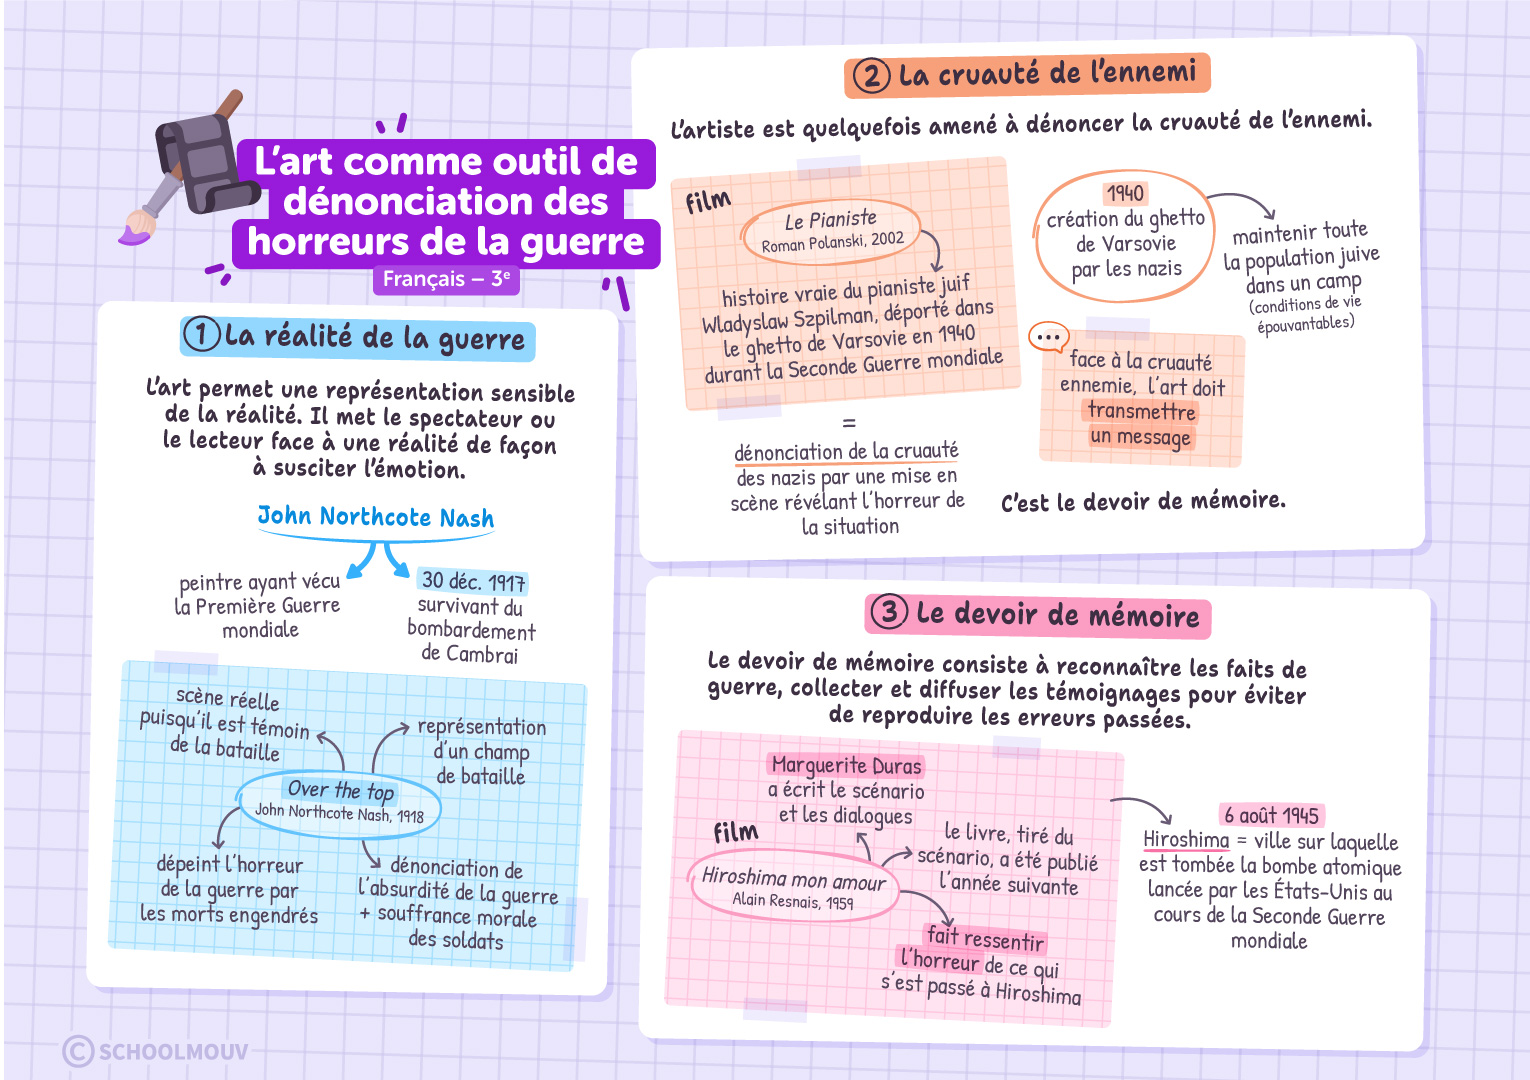 L'art comme outil de
dénonciation des
horreurs de la guerre
Français – 3e
1 La réalité de la guerre
L'art permet une représentation sensible
de la réalité. Il met le spectateur ou
le lecteur face à une réalité de façon
à susciter l'émotion.
John Northcote Nash
peintre ayant vécu
la Première Guerre
mondiale
30 déc. 1917
survivant du
bombardement
de Cambrai
scène réelle
puisqu'il est témoin
de la bataille
représentation
d'un champ
de bataille
Over the top
John Northcote Nash, 1918
dépeint l'horreur
de la guerre par
les morts engendrés
dénonciation de
l'absurdité de la guerre
+ souffrance morale
des soldats
2 La cruauté de l'ennemi
L'artiste est quelquefois amené à dénoncer la cruauté de l'ennemi.
film
Le Pianiste
Roman Polanski, 2002
histoire vraie du pianiste juif
Wladyslaw Szpilman, déporté dans
le ghetto de Varsovie en 1940
durant la Seconde Guerre mondiale
=
dénonciation de la cruauté
des nazis par une mise en
scène révélant l'horreur de
la situation
1940
création du ghetto
de Varsovie
par les nazis
maintenir toute
la population juive
dans un camp
(conditions de vie
épouvantables)
face à la cruauté
ennemie, l'art doit
transmettre
un message
C'est le devoir de mémoire.
3 Le devoir de mémoire
Le devoir de mémoire consiste à reconnaître les faits de
guerre, collecter et diffuser les témoignages pour éviter
de reproduire les erreurs passées.
Marguerite Duras
a écrit le scénario
et les dialogues
film
Hiroshima mon amour
Alain Resnais, 1959
le livre, tiré du
scénario, a été publié
l'année suivante
fait ressentir
l'horreur de ce qui
s'est passé à Hiroshima
6 août 1945
Hiroshima = ville sur laquelle
est tombée la bombe atomique
lancée par les États-Unis au
cours de la Seconde Guerre
mondiale
© SCHOOLMOUV